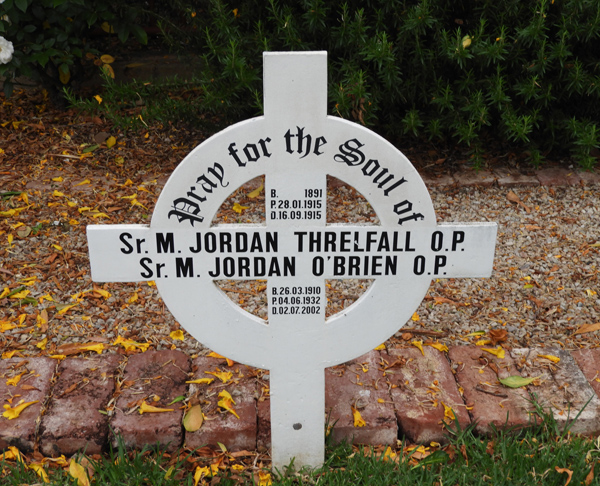 Pray for the Soul of
B. 1891
P. 28.01.1915
D. 16.09.1915
Sr. M. JORDAN THRELFALL O.P.
Sr. M. JORDAN O'BRIEN O.P.
B. 26.03.1910
P. 04.06.1932
D. 02.07.2002